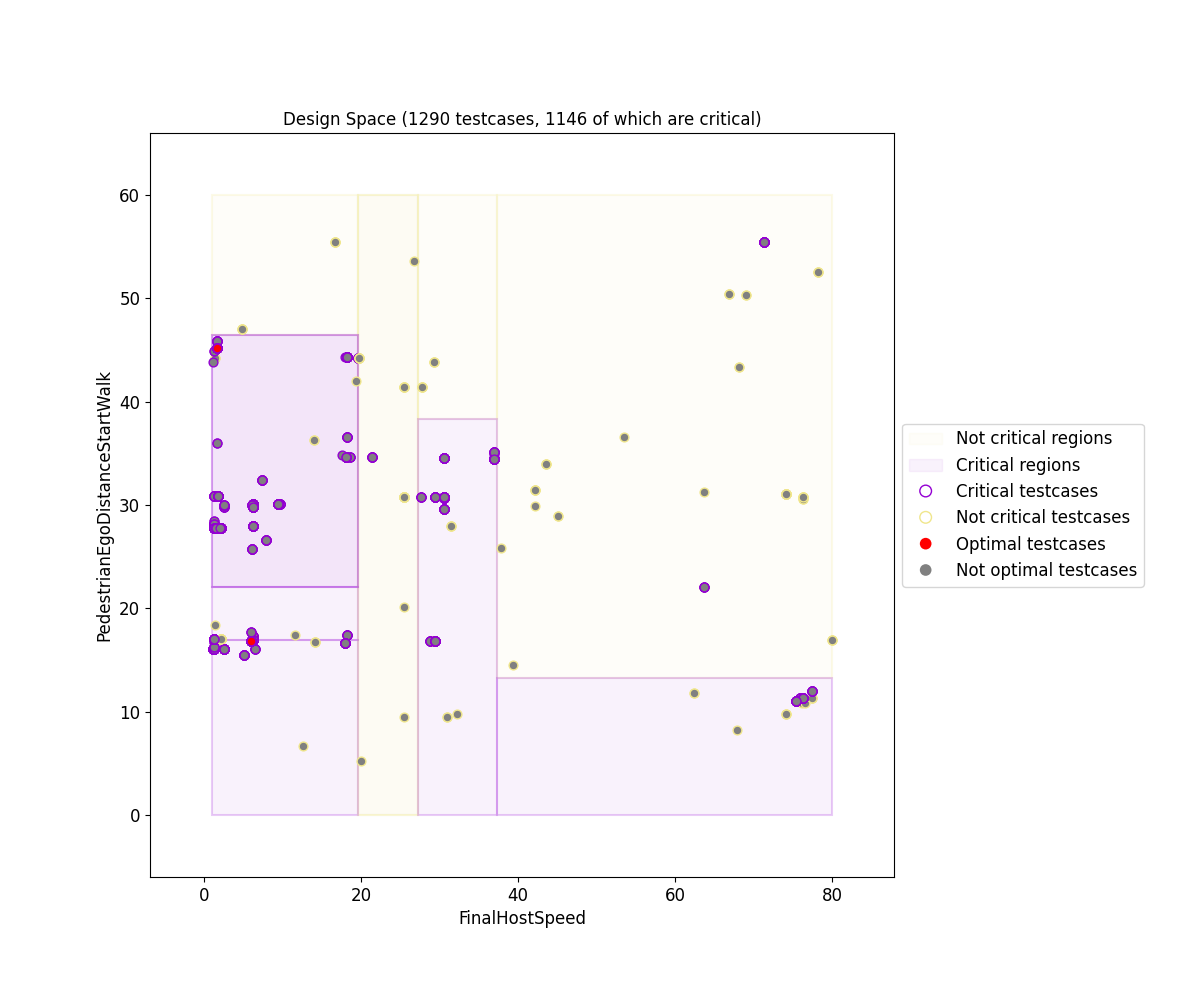 Design Space (1290 testcases, 1146 of which are critical)
60
50
40
30
20
10
0
PedestrianEgoDistanceStartWalk
0 20 40 60 80
FinalHostSpeed
Not critical regions
Critical regions
Critical testcases
Not critical testcases
Optimal testcases
Not optimal testcases